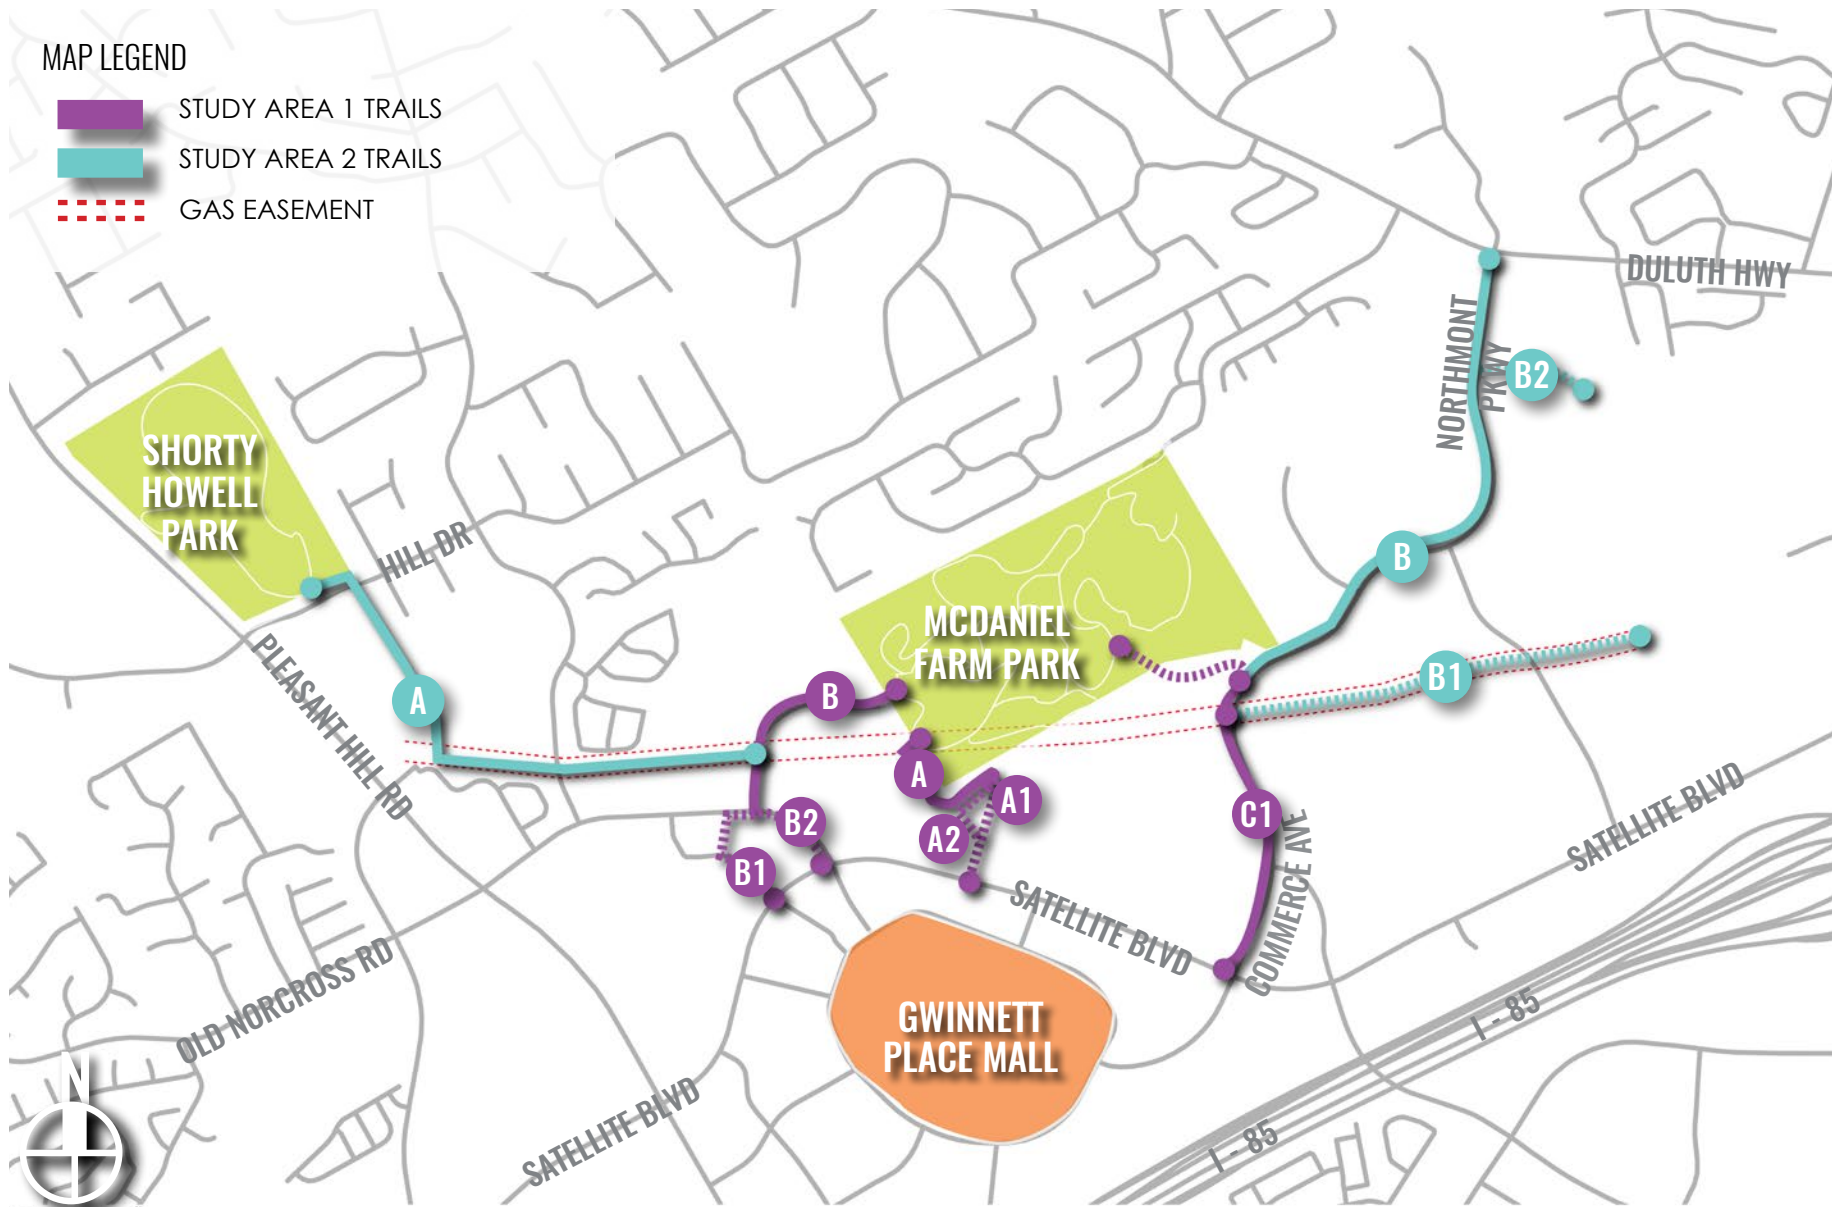 MAP LEGEND
STUDY AREA 1 TRAILS
STUDY AREA 2 TRAILS
GAS EASEMENT
DULUTH HWY
NORTHMONT
PKWY
B2
SHORTY
HOWELL
PARK
HILL DR
B
MCDANIEL
FARM PARK
PLEASANT HILL RD
A
B
B1
A
A1
A2
B2
B1
C1
COMMERCE AVE
SATELLITE BLVD
SATELLITE BLVD
OLD NORCROSS RD
GWINNETT
PLACE MALL
I - 85
I - 85
SATELLITE BLVD
N